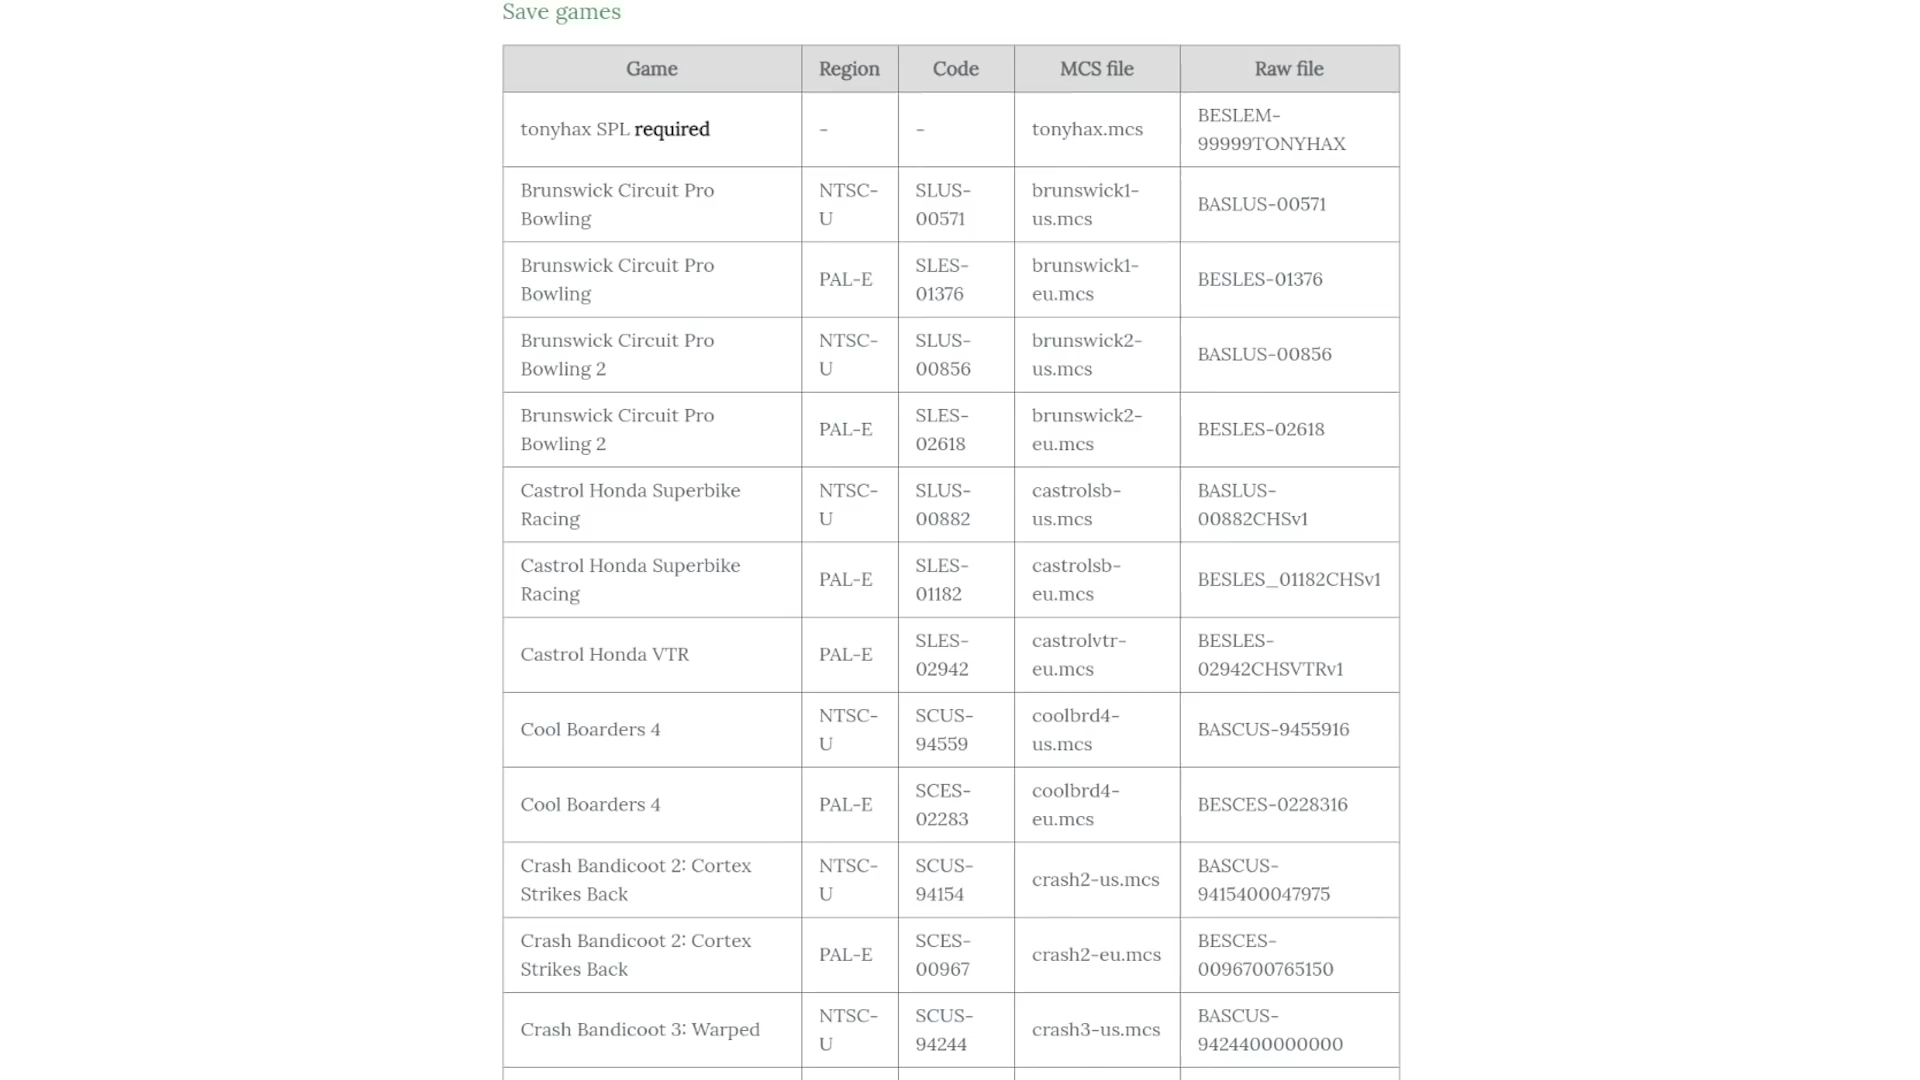 Save games
Game Region Code MCS file Raw file
tonyhax SPL required - - tonyhax.mcs BESLEM-
99999TONYHAX
Brunswick Circuit Pro NTSC- SLUS- brunswick1- BASLUS-00571
Bowling U 00571 us.mcs
Brunswick Circuit Pro PAL-E SLES- brunswick1- BESLES-01376
Bowling 01376 eu.mcs
Brunswick Circuit Pro NTSC- SLUS- brunswick2- BASLUS-00856
Bowling 2 U 00856 us.mcs
Brunswick Circuit Pro PAL-E SLES- brunswick2- BESLES-02618
Bowling 2 02618 eu.mcs
Castrol Honda Superbike NTSC- SLUS- castrolsb- BASLUS-
Racing U 00882 us.mcs 00882CHSv1
Castrol Honda Superbike PAL-E SLES- castrolsb- BESLES_01182CHSv1
Racing 01182 eu.mcs
Castrol Honda VTR PAL-E SLES- castrolvtr- BESLES-
02942 eu.mcs 02942CHSVTRv1
Cool Boarders 4 NTSC- SCUS- coolbrd4- BASCUS-9455916
U 94559 us.mcs
Cool Boarders 4 PAL-E SCES- coolbrd4- BESCES-0228316
02283 eu.mcs
Crash Bandicoot 2: Cortex NTSC- SCUS- crash2-us.mcs BASCUS-
Strikes Back U 94154 9415400047975
Crash Bandicoot 2: Cortex PAL-E SCES- crash2-eu.mcs BESCES-
Strikes Back 00967 0096700765150
Crash Bandicoot 3: Warped NTSC- SCUS- crash3-us.mcs BASCUS-
U 94244 9424400000000